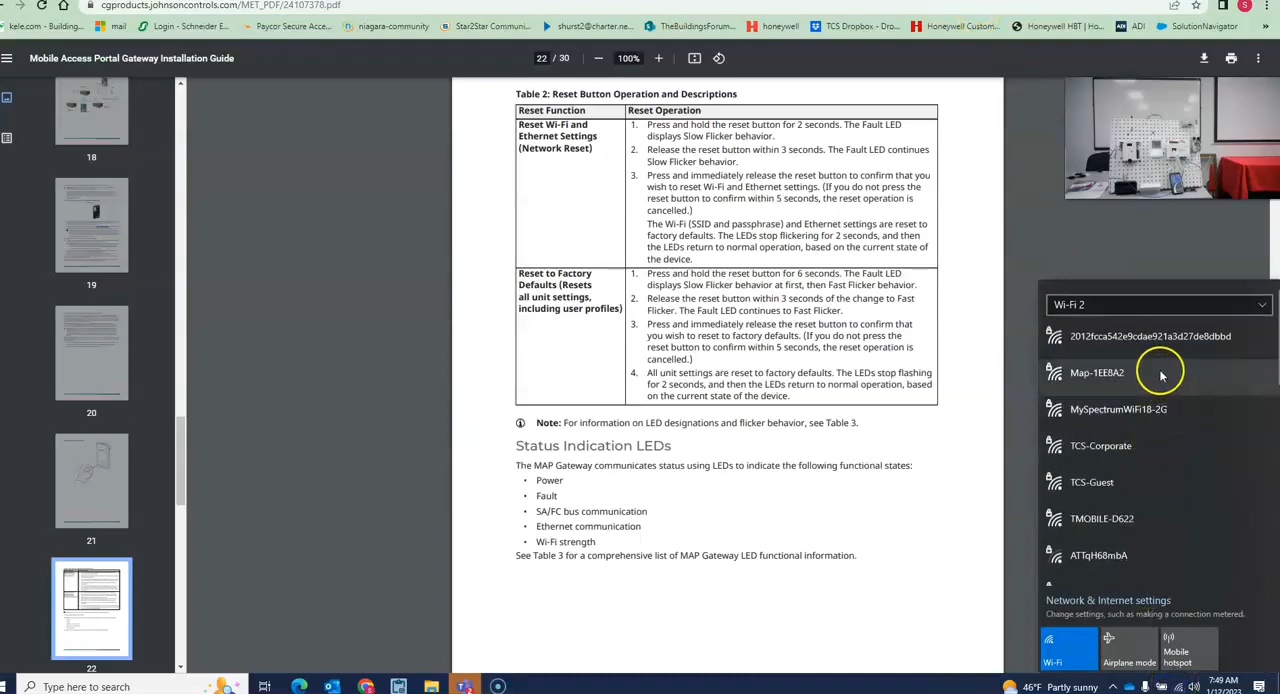 cgproducts.johnsoncontrols.com/MET_PDF/24107378.pdf
kele.com - Building... mail Login - Schneider E... Paycor Secure Acce... niagara-community Star2Star Communi... shurst2@charter.ne... TheBuildingsForum... honeywell TCS Dropbox - Dro... Honeywell Custom... Honeywell HBT | Ho... ADI ADI SolutionNavigator
Mobile Access Portal Gateway Installation Guide 22 / 30 100%
Table 2: Reset Button Operation and Descriptions
Reset Function Reset Operation
Reset Wi-Fi and
Ethernet Settings
(Network Reset)
1. Press and hold the reset button for 2 seconds. The Fault LED
displays Slow Flicker behavior.
2. Release the reset button within 3 seconds. The Fault LED continues
Slow Flicker behavior.
3. Press and immediately release the reset button to confirm that you
wish to reset Wi-Fi and Ethernet settings. (If you do not press the
reset button to confirm within 5 seconds, the reset operation is
cancelled.)
The Wi-Fi (SSID and passphrase) and Ethernet settings are reset to
factory defaults. The LEDs stop flickering for 2 seconds, and then
the LEDs return to normal operation, based on the current state of
the device.
Reset to Factory
Defaults (Resets
all unit settings,
including user profiles)
1. Press and hold the reset button for 6 seconds. The Fault LED
displays Slow Flicker behavior at first, then Fast Flicker behavior.
2. Release the reset button within 3 seconds of the change to Fast
Flicker. The Fault LED continues to Fast Flicker.
3. Press and immediately release the reset button to confirm that
you wish to reset to factory defaults. (If you do not press the
reset button to confirm within 5 seconds, the reset operation is
cancelled.)
4. All unit settings are reset to factory defaults. The LEDs stop flashing
for 2 seconds, and then the LEDs return to normal operation, based
on the current state of the device.
Note: For information on LED designations and flicker behavior, see Table 3.
Status Indication LEDs
The MAP Gateway communicates status using LEDs to indicate the following functional states:
• Power
• Fault
• SA/FC bus communication
• Ethernet communication
• Wi-Fi strength
See Table 3 for a comprehensive list of MAP Gateway LED functional information.
18
19
20
21
22
Wi-Fi 2
2012fcca542e9cdae921a3d27de8dbbd
Map-1EE8A2
MySpectrumWiFi18-2G
TCS-Corporate
TCS-Guest
TMOBILE-D622
ATTqH68mbA
Network & Internet settings
Change settings, such as making a connection metered.
Wi-Fi
Airplane mode
Mobile
hotspot
Type here to search
46°F Partly sunny
7:49 AM
1/12/2023